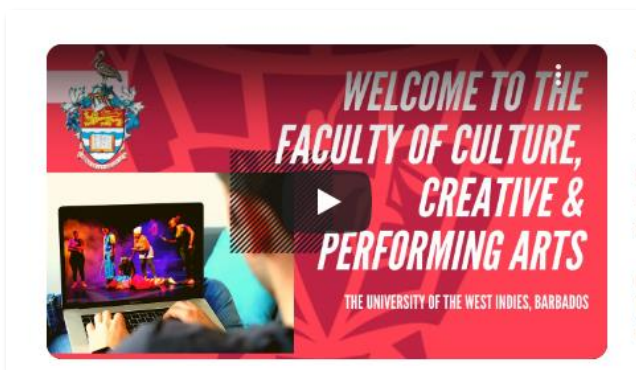 WELCOME TO THE
FACULTY OF CULTURE,
CREATIVE &
PERFORMING ARTS
THE UNIVERSITY OF THE WEST INDIES, BARBADOS